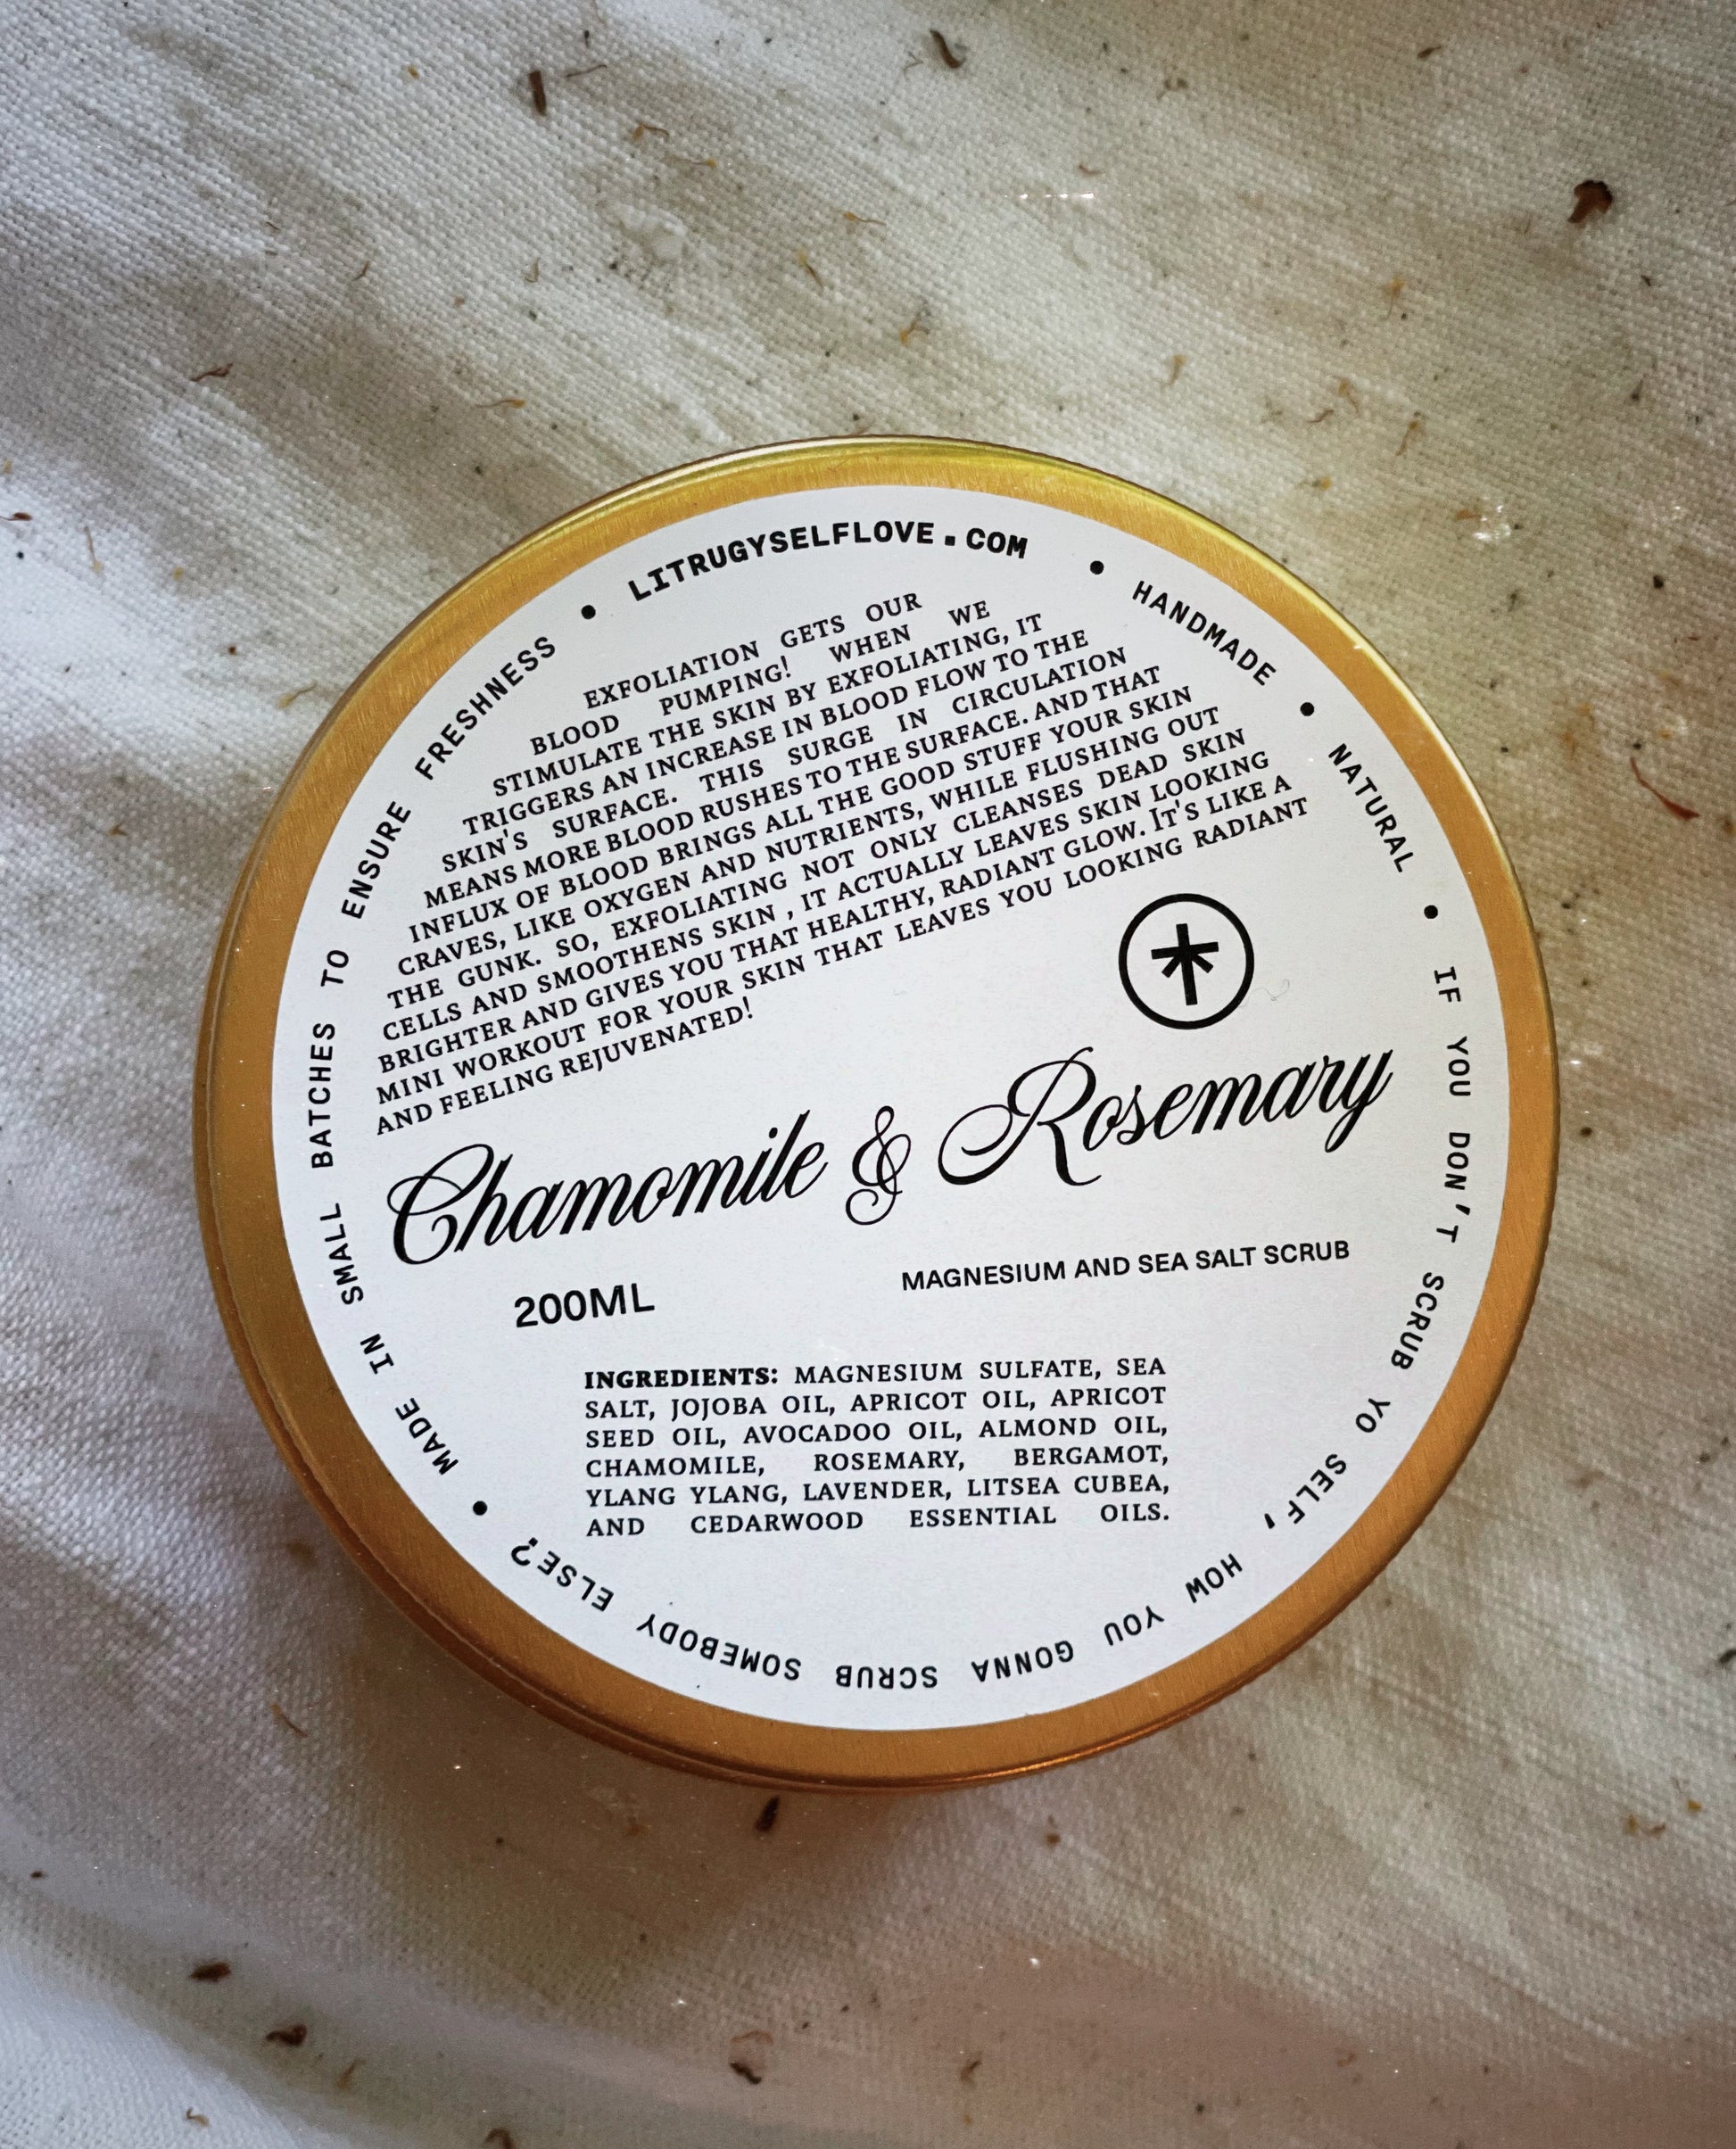 LITRUGYSELFLOVE.COM • HANDMADE • NATURAL • IF YOU DON'T SCRUB YO SELF, HOW YOU GONNA SCRUB SOMEBODY ELSE? • MADE IN SMALL BATCHES TO ENSURE FRESHNESS •
EXFOLIATION GETS OUR
BLOOD PUMPING! WHEN WE
STIMULATE THE SKIN BY EXFOLIATING, IT
TRIGGERS AN INCREASE IN BLOOD FLOW TO THE
SKIN'S SURFACE. THIS SURGE IN CIRCULATION
MEANS MORE BLOOD RUSHES TO THE SURFACE. AND THAT
INFLUX OF BLOOD BRINGS ALL THE GOOD STUFF YOUR SKIN
CRAVES, LIKE OXYGEN AND NUTRIENTS, WHILE FLUSHING OUT
THE GUNK. SO, EXFOLIATING NOT ONLY CLEANSES DEAD SKIN
CELLS AND SMOOTHENS SKIN , IT ACTUALLY LEAVES SKIN LOOKING
BRIGHTER AND GIVES YOU THAT HEALTHY, RADIANT GLOW. IT'S LIKE A
MINI WORKOUT FOR YOUR SKIN THAT LEAVES YOU LOOKING RADIANT
AND FEELING REJUVENATED!
Chamomile & Rosemary
200ML
MAGNESIUM AND SEA SALT SCRUB
INGREDIENTS: MAGNESIUM SULFATE, SEA
SALT, JOJOBA OIL, APRICOT OIL, APRICOT
SEED OIL, AVOCADOO OIL, ALMOND OIL,
CHAMOMILE, ROSEMARY, BERGAMOT,
YLANG YLANG, LAVENDER, LITSEA CUBEA,
AND CEDARWOOD ESSENTIAL OILS.